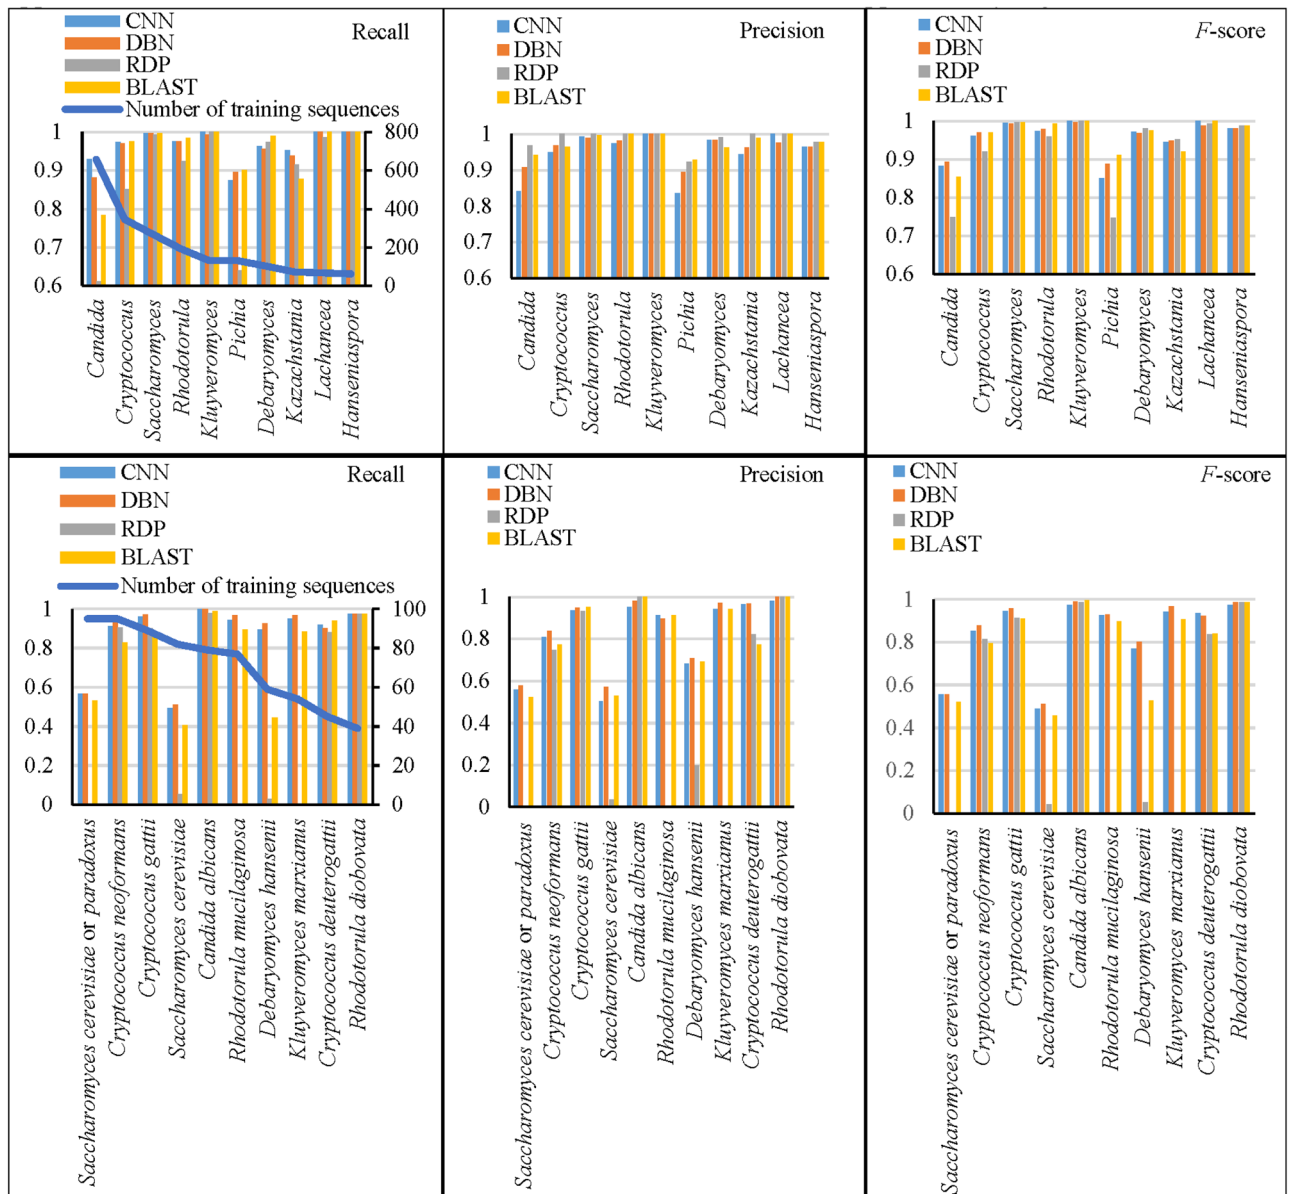 CNN
DBN
RDP
BLAST
Number of training sequences
Recall
1
0.9
0.8
0.7
0.6
800
600
400
200
0
Candida
Cryptococcus
Saccharomyces
Rhodotorula
Kluyveromyces
Pichia
Debaryomyces
Kazachstania
Lachancea
Hanseniaspora
CNN
DBN
RDP
BLAST
Precision
1
0.9
0.8
0.7
0.6
Candida
Cryptococcus
Saccharomyces
Rhodotorula
Kluyveromyces
Pichia
Debaryomyces
Kazachstania
Lachancea
Hanseniaspora
CNN
DBN
RDP
BLAST
F-score
1
0.9
0.8
0.7
0.6
Candida
Cryptococcus
Saccharomyces
Rhodotorula
Kluyveromyces
Pichia
Debaryomyces
Kazachstania
Lachancea
Hanseniaspora
CNN
DBN
RDP
BLAST
Number of training sequences
Recall
1
0.8
0.6
0.4
0.2
0
100
80
60
40
20
0
Saccharomyces cerevisiae or paradoxus
Cryptococcus neoformans
Cryptococcus gattii
Saccharomyces cerevisiae
Candida albicans
Rhodotorula mucilaginosa
Debaryomyces hansenii
Kluyveromyces marxianus
Cryptococcus deuterogattii
Rhodotorula diobovata
CNN
DBN
RDP
BLAST
Precision
1
0.8
0.6
0.4
0.2
0
Saccharomyces cerevisiae or paradoxus
Cryptococcus neoformans
Cryptococcus gattii
Saccharomyces cerevisiae
Candida albicans
Rhodotorula mucilaginosa
Debaryomyces hansenii
Kluyveromyces marxianus
Cryptococcus deuterogattii
Rhodotorula diobovata
CNN
DBN
RDP
BLAST
F-score
1
0.8
0.6
0.4
0.2
0
Saccharomyces cerevisiae or paradoxus
Cryptococcus neoformans
Cryptococcus gattii
Saccharomyces cerevisiae
Candida albicans
Rhodotorula mucilaginosa
Debaryomyces hansenii
Kluyveromyces marxianus
Cryptococcus deuterogattii
Rhodotorula diobovata